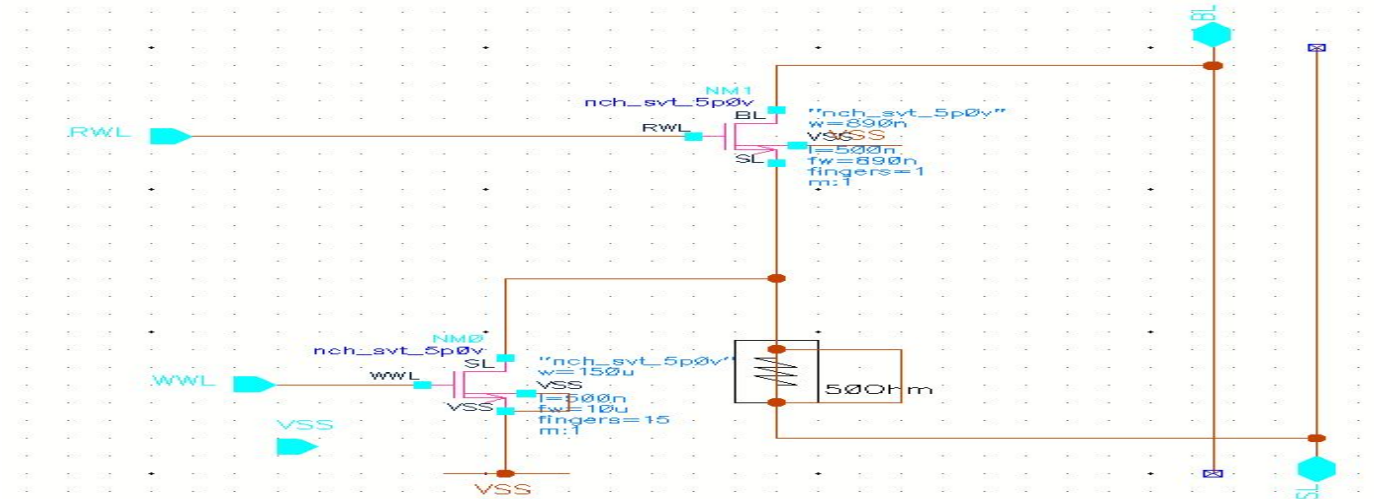 BL
NM1
nch_svt_5p0v
BL
"nch_svt_5p0v"
w=890n
RWL
RWL
VSS
VSS
l=500n
SL
fw=890n
fingers=1
m:1
NM0
nch_svt_5p0v
SL
"nch_svt_5p0v"
w=150u
WWL
WWL
VSS
l=500n
VSS
fw=10u
fingers=15
m:1
50Ohm
VSS
VSS
SL